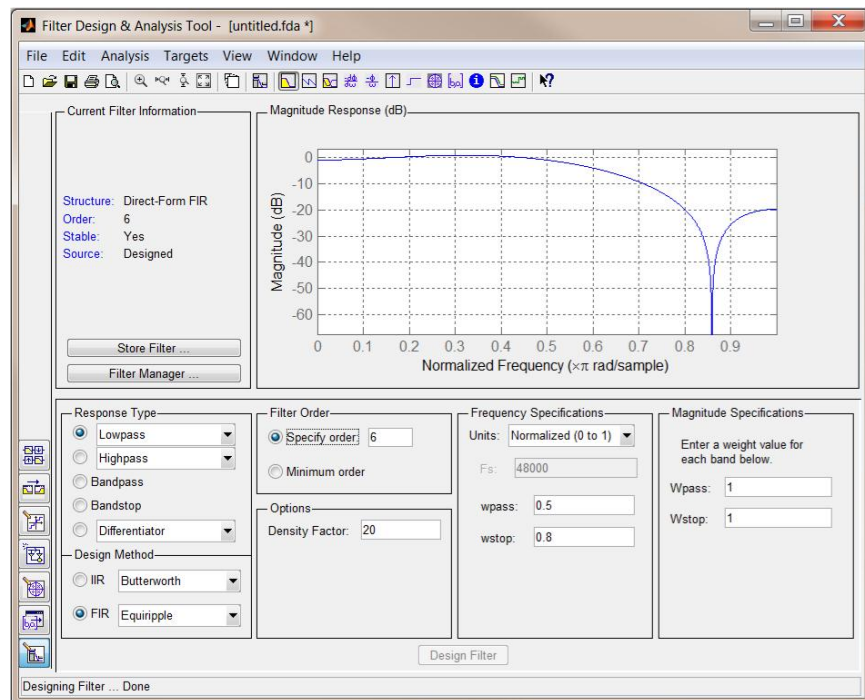 Filter Design & Analysis Tool - [untitled.fda *]
File Edit Analysis Targets View Window Help
Current Filter Information
Structure: Direct-Form FIR
Order: 6
Stable: Yes
Source: Designed
Store Filter ...
Filter Manager ...
Magnitude Response (dB)
Magnitude (dB)
0
-10
-20
-30
-40
-50
-60
0 0.1 0.2 0.3 0.4 0.5 0.6 0.7 0.8 0.9
Normalized Frequency (×π rad/sample)
Response Type
Lowpass
Highpass
Bandpass
Bandstop
Differentiator
Design Method
IIR Butterworth
FIR Equiripple
Filter Order
Specify order: 6
Minimum order
Options
Density Factor: 20
Frequency Specifications
Units: Normalized (0 to 1)
Fs: 48000
wpass: 0.5
wstop: 0.8
Magnitude Specifications
Enter a weight value for
each band below.
Wpass: 1
Wstop: 1
Design Filter
Designing Filter ... Done